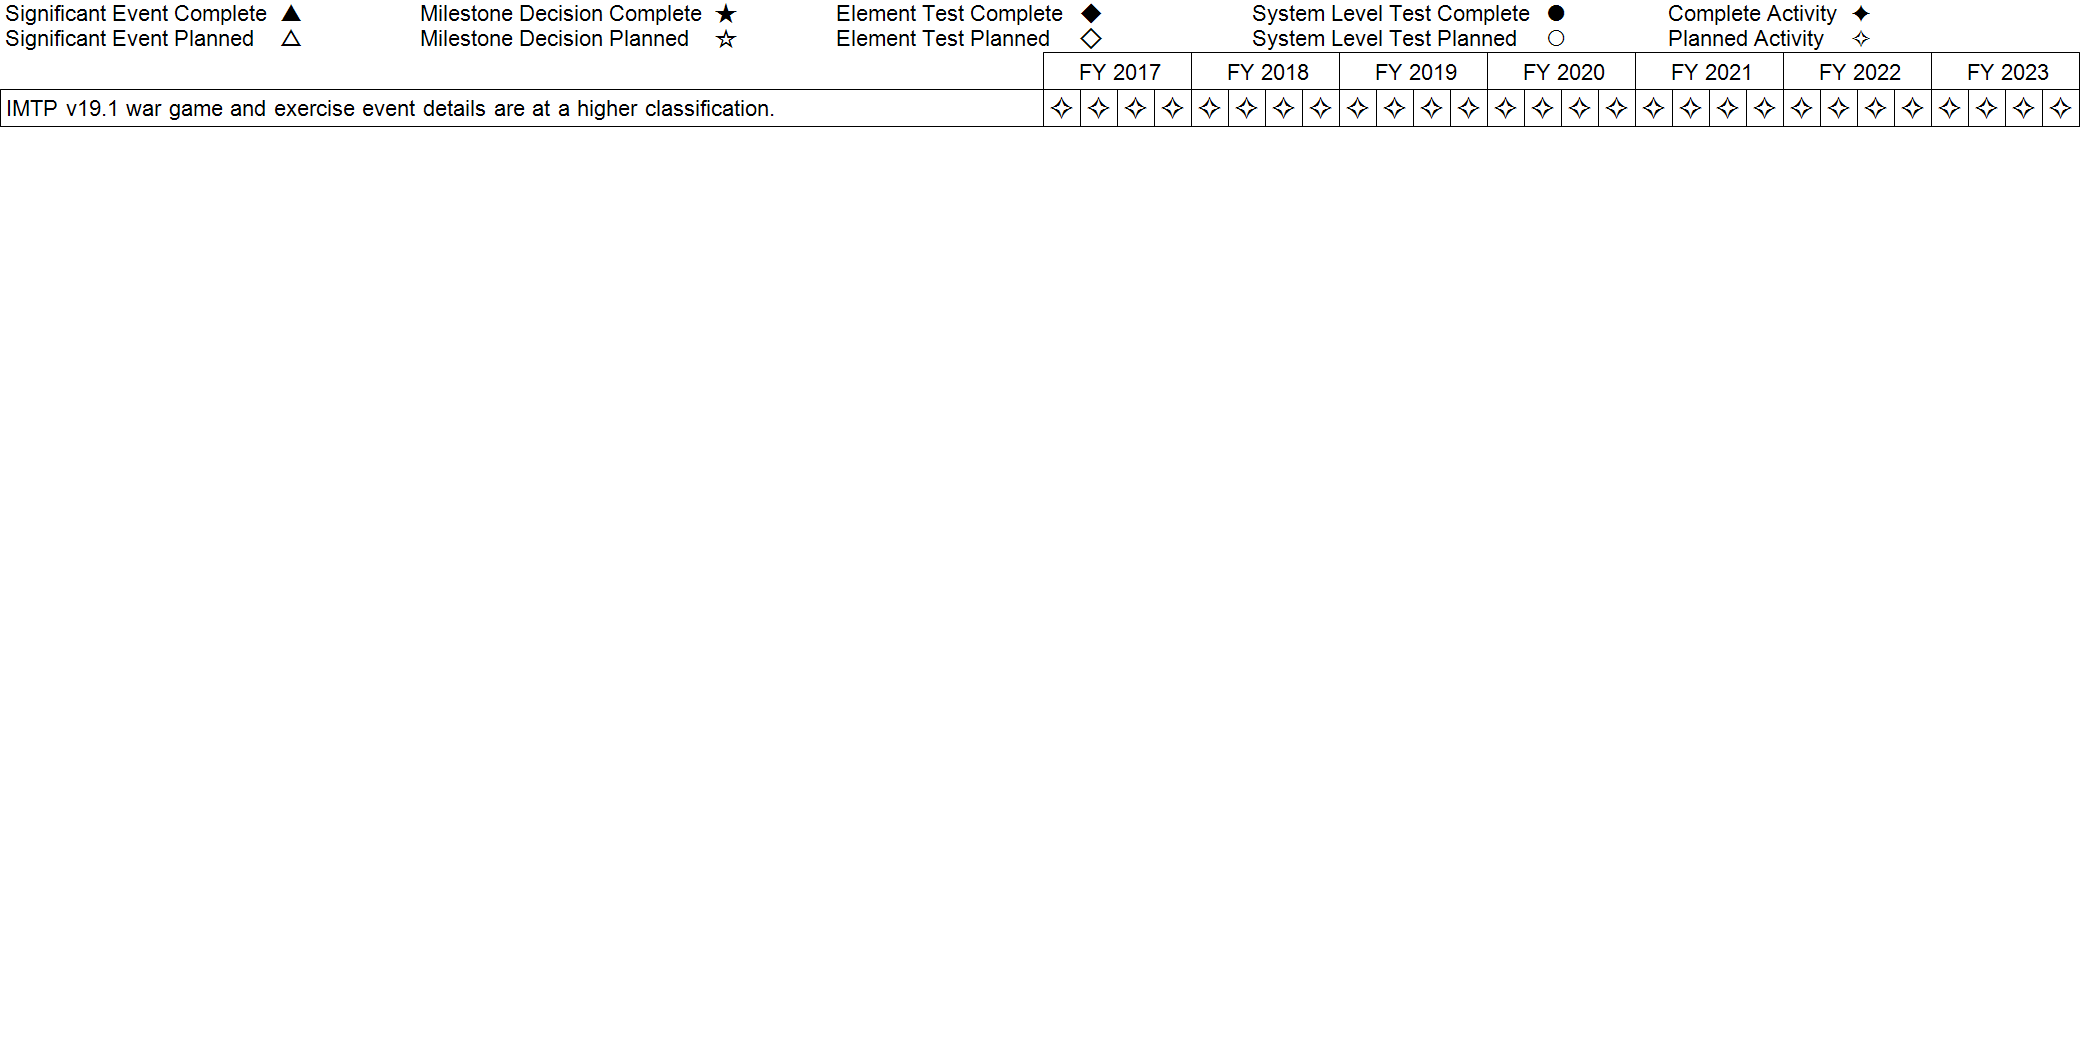 Significant Event Complete ▲ Milestone Decision Complete ★ Element Test Complete ◆ System Level Test Complete ● Complete Activity ✦
Significant Event Planned △ Milestone Decision Planned ☆ Element Test Planned ◇ System Level Test Planned ○ Planned Activity ✧
FY 2017 FY 2018 FY 2019 FY 2020 FY 2021 FY 2022 FY 2023
IMTP v19.1 war game and exercise event details are at a higher classification. ✧ ✧ ✧ ✧ ✧ ✧ ✧ ✧ ✧ ✧ ✧ ✧ ✧ ✧ ✧ ✧ ✧ ✧ ✧ ✧ ✧ ✧ ✧ ✧ ✧ ✧ ✧ ✧